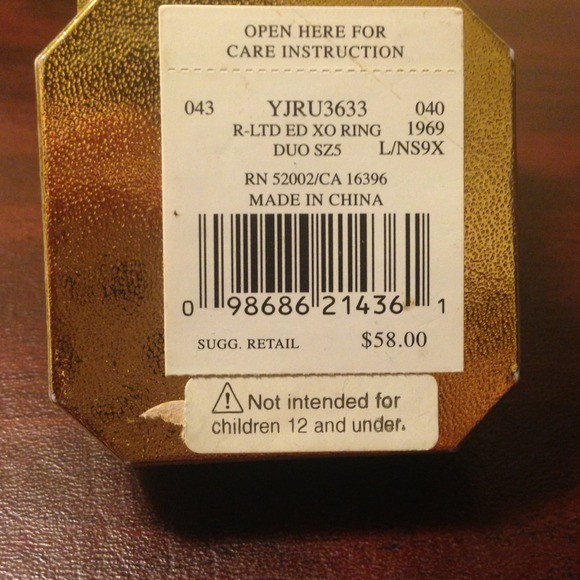 OPEN HERE FOR
CARE INSTRUCTION
043 YJRU3633 040
R-LTD ED XO RING 1969
DUO SZ5 L/NS9X
RN 52002/CA 16396
MADE IN CHINA
0 98686 21436 1
SUGG. RETAIL $58.00
Not intended for
children 12 and under.